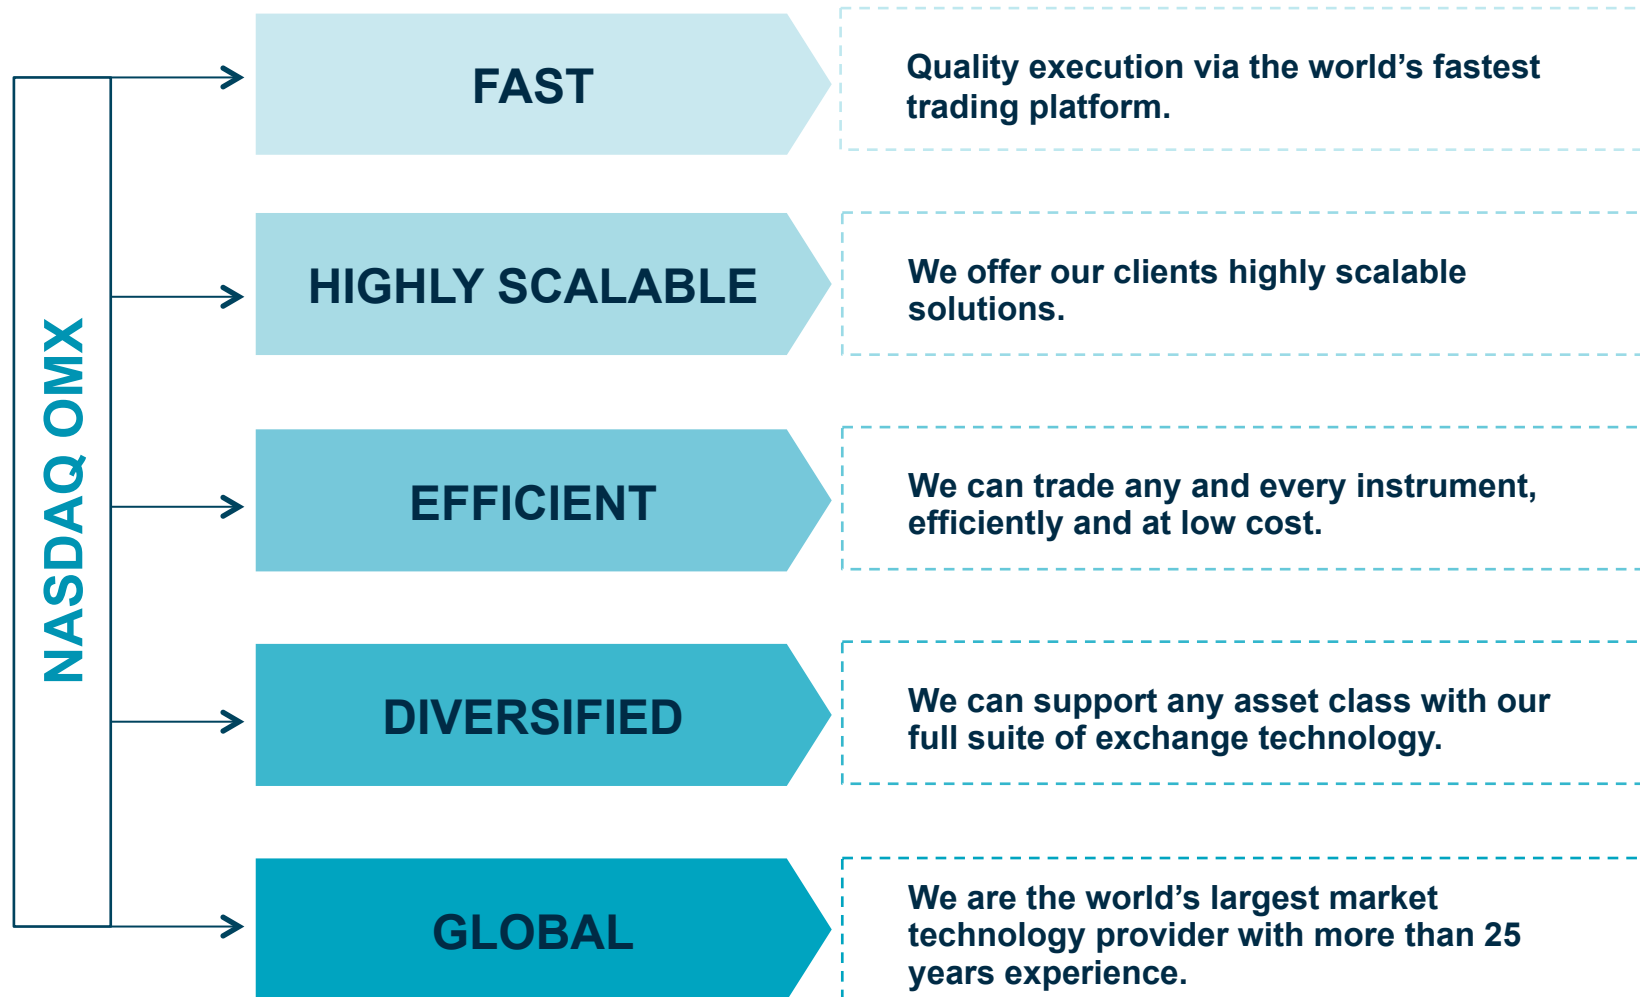 NASDAQ OMX
FAST
Quality execution via the world’s fastest
trading platform.
HIGHLY SCALABLE
We offer our clients highly scalable
solutions.
EFFICIENT
We can trade any and every instrument,
efficiently and at low cost.
DIVERSIFIED
We can support any asset class with our
full suite of exchange technology.
GLOBAL
We are the world’s largest market
technology provider with more than 25
years experience.